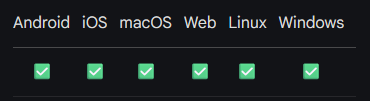 Android iOS macOS Web Linux Windows
✅ ✅ ✅ ✅ ✅ ✅